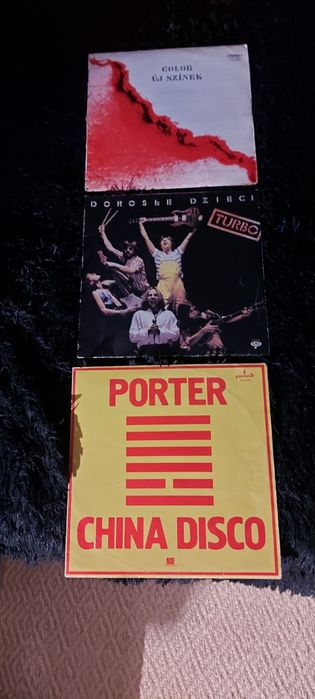 COLOR
ÚJ SZÍNEK
DOROSŁE DZIECI
TURBO
PORTER
CHINA DISCO